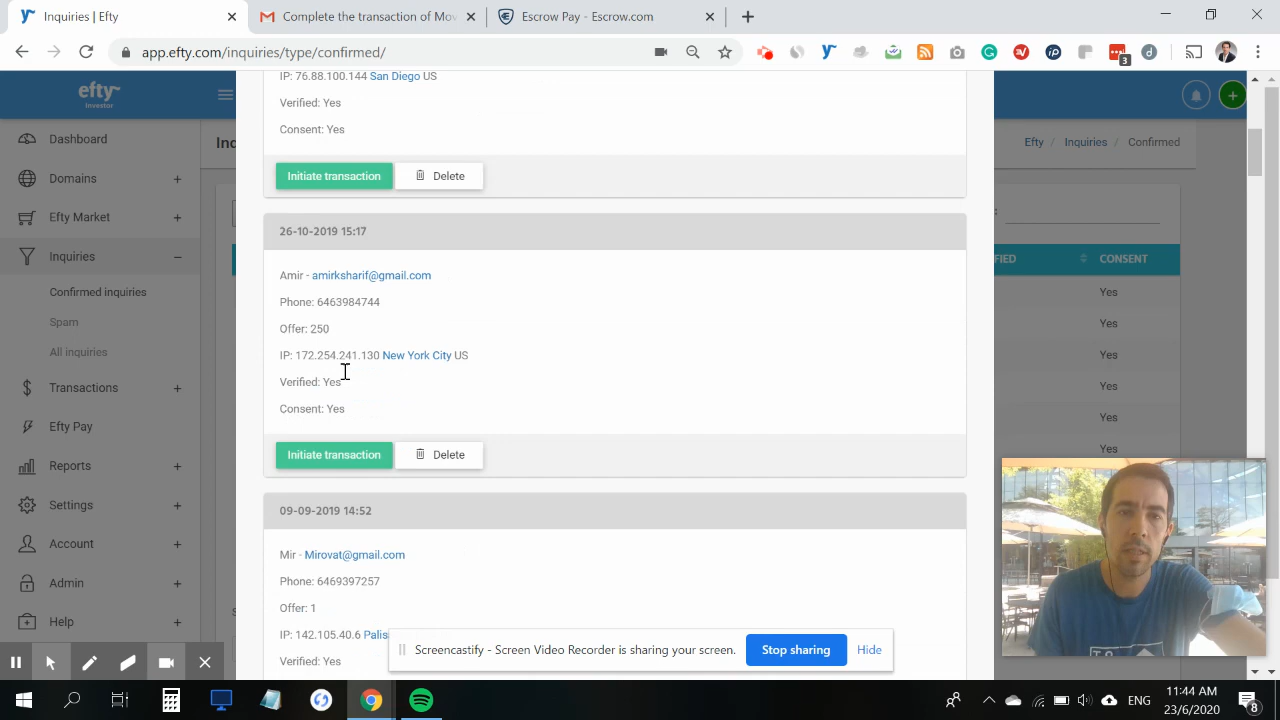 Inquiries | Efty
Complete the transaction of Mov
Escrow Pay - Escrow.com
app.efty.com/inquiries/type/confirmed/
3
efty
Investor
Dashboard
Domains
Efty Market
Inquiries
Confirmed inquiries
Spam
All inquiries
Transactions
Efty Pay
Reports
Settings
Account
Admin
Help
Inq
Efty / Inquiries / Confirmed
IP: 76.88.100.144 San Diego US
Verified: Yes
Consent: Yes
Initiate transaction
Delete
26-10-2019 15:17
Amir - amirksharif@gmail.com
Phone: 6463984744
Offer: 250
IP: 172.254.241.130 New York City US
Verified: Yes
Consent: Yes
Initiate transaction
Delete
09-09-2019 14:52
Mir - Mirovat@gmail.com
Phone: 6469397257
Offer: 1
IP: 142.105.40.6 Palis
Verified: Yes
FIED
CONSENT
Yes
Yes
Yes
Yes
Yes
Yes
Screencastify - Screen Video Recorder is sharing your screen.
Stop sharing
Hide
ENG
11:44 AM
23/6/2020
8